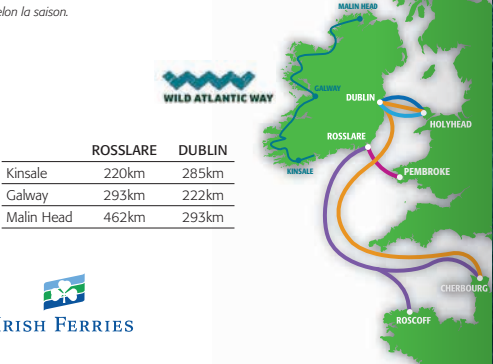 elon la saison.
MALIN HEAD
WILD ATLANTIC WAY
GALWAY
DUBLIN
HOLYHEAD
ROSSLARE
KINSALE
PEMBROKE
ROSSLARE DUBLIN
Kinsale 220km 285km
Galway 293km 222km
Malin Head 462km 293km
CHERBOURG
ROSCOFF
IRISH FERRIES